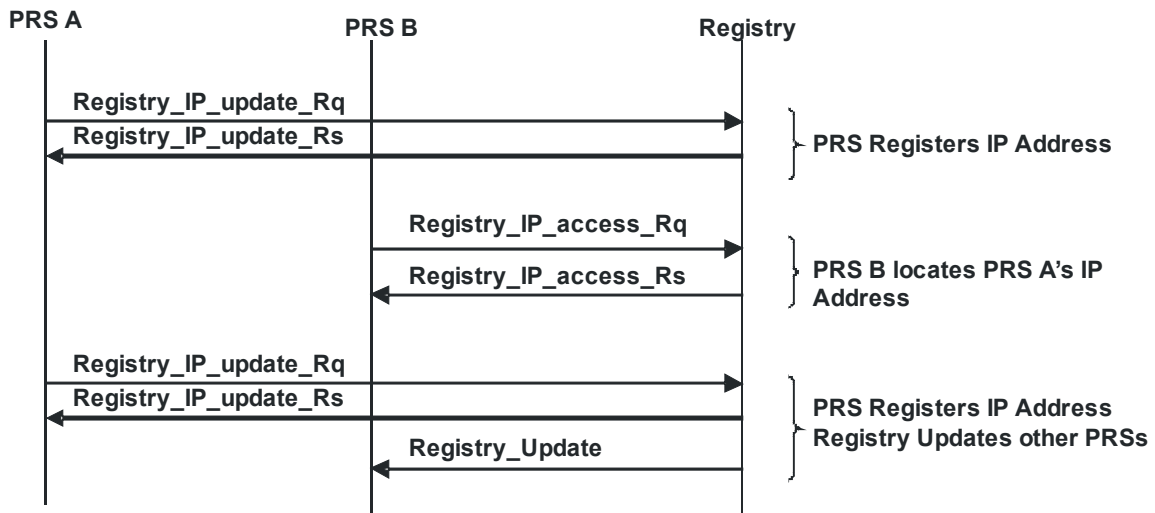 PRS A
PRS B
Registry
Registry_IP_update_Rq
Registry_IP_update_Rs
PRS Registers IP Address
Registry_IP_access_Rq
Registry_IP_access_Rs
PRS B locates PRS A’s IP
Address
Registry_IP_update_Rq
Registry_IP_update_Rs
PRS Registers IP Address
Registry Updates other PRSs
Registry_Update